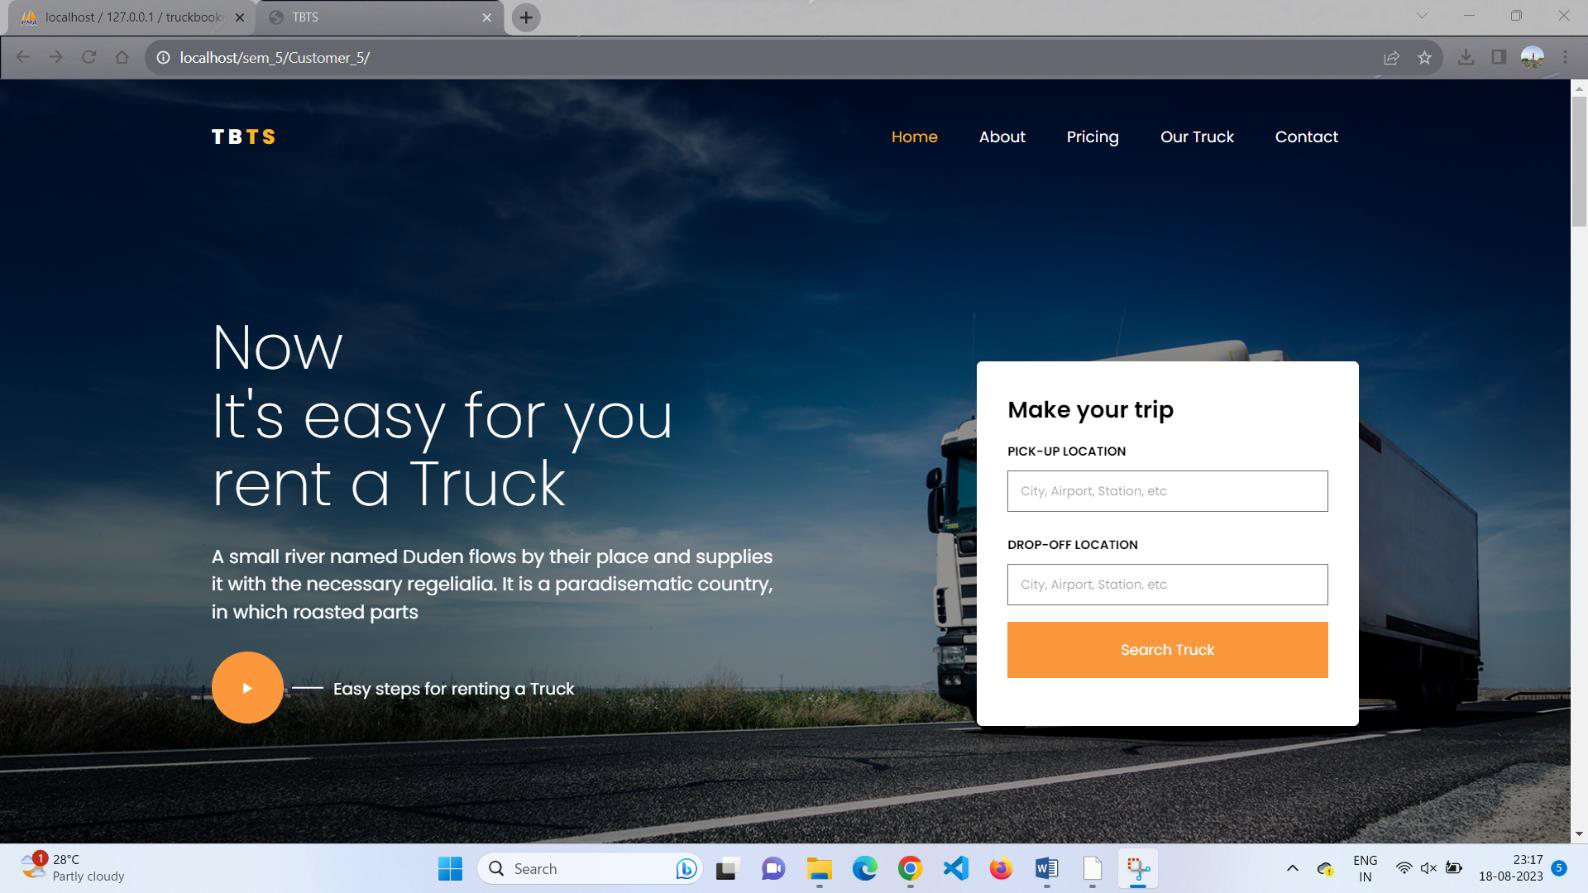 localhost / 127.0.0.1 / truckbook
TBTS
localhost/sem_5/Customer_5/
TBTS
Home
About
Pricing
Our Truck
Contact
Now
It's easy for you
rent a Truck
A small river named Duden flows by their place and supplies
it with the necessary regelialia. It is a paradisematic country,
in which roasted parts
Easy steps for renting a Truck
Make your trip
PICK-UP LOCATION
City, Airport, Station, etc
DROP-OFF LOCATION
City, Airport, Station, etc
Search Truck
1
28°C
Partly cloudy
Search
ENG
IN
23:17
18-08-2023
5